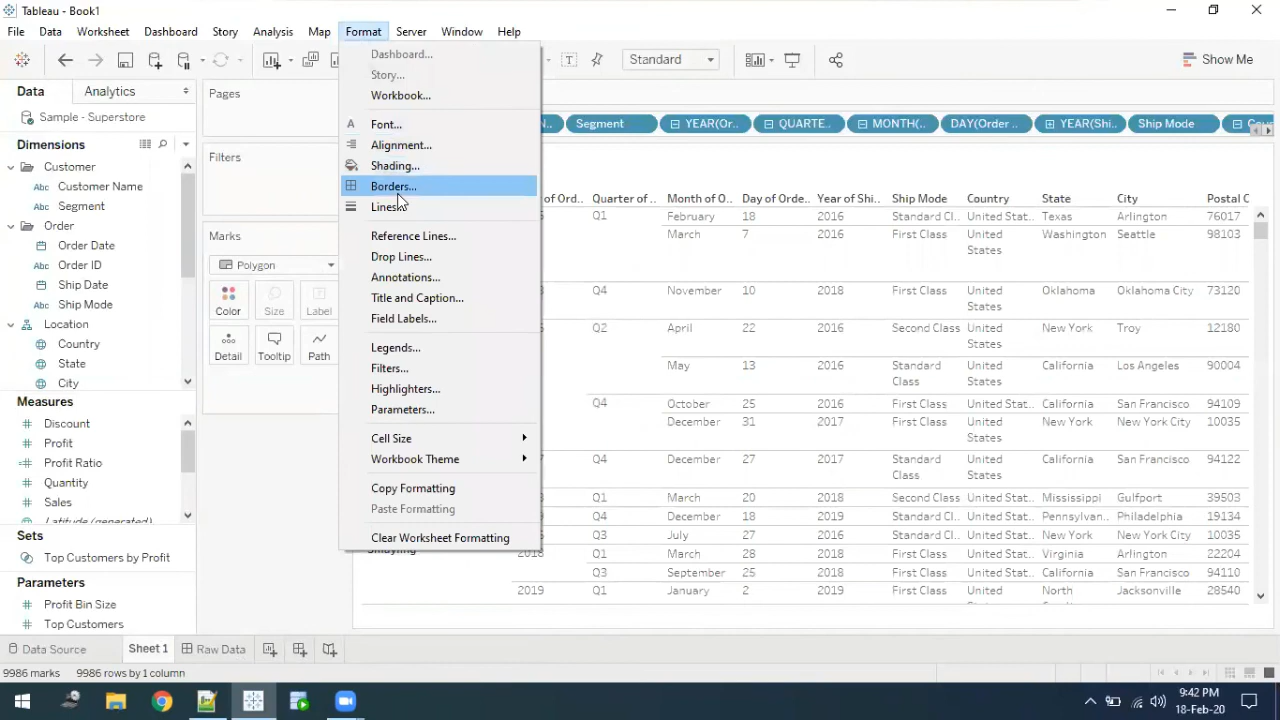 Tableau - Book1
File Data Worksheet Dashboard Story Analysis Map Format Server Window Help
Standard Show Me
Data Analytics
Sample - Superstore
Dimensions
Customer
Customer Name
Segment
Order
Order Date
Order ID
Ship Date
Ship Mode
Location
Country
State
City
Measures
Discount
Profit
Profit Ratio
Quantity
Sales
Latitude (generated)
Sets
Top Customers by Profit
Parameters
Profit Bin Size
Top Customers
Pages
Filters
Marks
Polygon
Color Size Label
Detail Tooltip Path
Dashboard...
Story...
Workbook...
Font...
Alignment...
Shading...
Borders...
Lines...
Reference Lines...
Drop Lines...
Annotations...
Title and Caption...
Field Labels...
Legends...
Filters...
Highlighters...
Parameters...
Cell Size
Workbook Theme
Copy Formatting
Paste Formatting
Clear Worksheet Formatting
Segment YEAR(Or.. QUARTE.. MONTH(.. DAY(Order .. YEAR(Shi.. Ship Mode
of Ord.. Quarter of .. Month of O.. Day of Orde.. Year of Shi.. Ship Mode Country State City Postal C
Q1 February 18 2016 Standard Cl.. United Stat.. Texas Arlington 76017
March 7 2016 First Class United States Washington Seattle 98103
Q4 November 10 2018 First Class United States Oklahoma Oklahoma City 73120
Q2 April 22 2016 Second Class United States New York Troy 12180
May 13 2016 Standard Class United States California Los Angeles 90004
Q4 October 25 2016 First Class United Stat.. California San Francisco 94109
December 31 2017 First Class United States New York New York City 10035
Q4 December 27 2017 Standard Class United States California San Francisco 94122
Q1 March 20 2018 Second Class United Stat.. Mississippi Gulfport 39503
Q4 December 18 2019 Standard Cl.. United Stat.. Pennsylvan.. Philadelphia 19134
Q3 July 27 2016 Standard Cl.. United Stat.. New York New York City 10035
2018 Q1 March 28 2018 First Class United Stat.. Virginia Arlington 22204
Q3 September 25 2018 First Class United Stat.. California San Francisco 94110
2019 Q1 January 2 2019 First Class United North Jacksonville 28540
Data Source Sheet 1 Raw Data
9986 marks 9986 rows by 1 column
9:42 PM
18-Feb-20